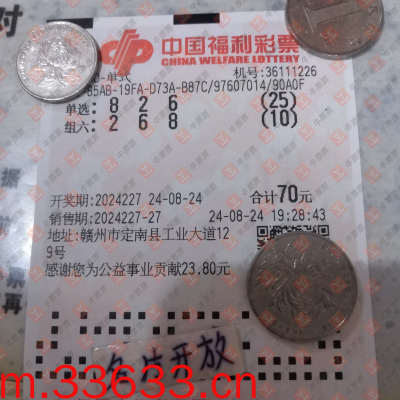 中国福利彩票
CHINA WELFARE LOTTERY
-单式 机号:36111226
85AB-19FA-D73A-B87C/97607014/90A0F
单选: 8 2 6 (25)
组六: 2 6 8 (10)
开奖期:2024227 24-08-24 合计70元
销售期:2024227-27 24-08-24 19:28:43
地址:赣州市定南县工业大道12
9号
感谢您为公益事业贡献23.80元
开放
m.33633.cn